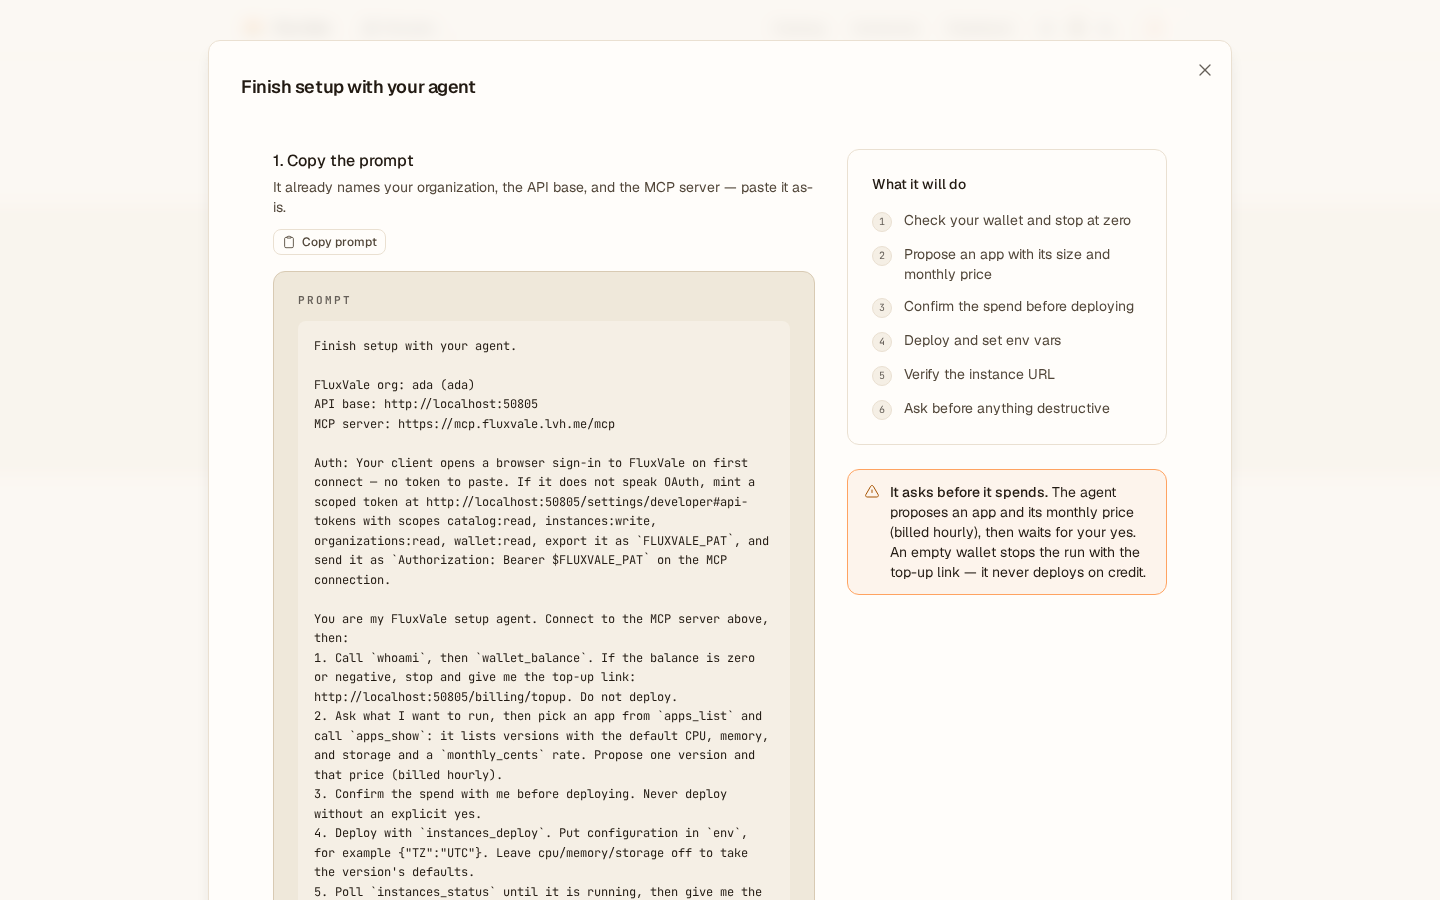 Finish setup with your agent
1. Copy the prompt
It already names your organization, the API base, and the MCP server — paste it as-
is.
Copy prompt
PROMPT
Finish setup with your agent.
FluxVale org: ada (ada)
API base: http://localhost:50805
MCP server: https://mcp.fluxvale.lvh.me/mcp
Auth: Your client opens a browser sign-in to FluxVale on first
connect — no token to paste. If it does not speak OAuth, mint a
scoped token at http://localhost:50805/settings/developer#api-
tokens with scopes catalog:read, instances:write,
organizations:read, wallet:read, export it as `FLUXVALE_PAT`, and
send it as `Authorization: Bearer $FLUXVALE_PAT` on the MCP
connection.
You are my FluxVale setup agent. Connect to the MCP server above,
then:
1. Call `whoami`, then `wallet_balance`. If the balance is zero
or negative, stop and give me the top-up link:
http://localhost:50805/billing/topup. Do not deploy.
2. Ask what I want to run, then pick an app from `apps_list` and
call `apps_show`: it lists versions with the default CPU, memory,
and storage and a `monthly_cents` rate. Propose one version and
that price (billed hourly).
3. Confirm the spend with me before deploying. Never deploy
without an explicit yes.
4. Deploy with `instances_deploy`. Put configuration in `env`,
for example {"TZ":"UTC"}. Leave cpu/memory/storage off to take
the version's defaults.
5. Poll `instances_status` until it is running, then give me the
What it will do
1 Check your wallet and stop at zero
2 Propose an app with its size and
monthly price
3 Confirm the spend before deploying
4 Deploy and set env vars
5 Verify the instance URL
6 Ask before anything destructive
It asks before it spends. The agent
proposes an app and its monthly price
(billed hourly), then waits for your yes.
An empty wallet stops the run with the
top-up link — it never deploys on credit.